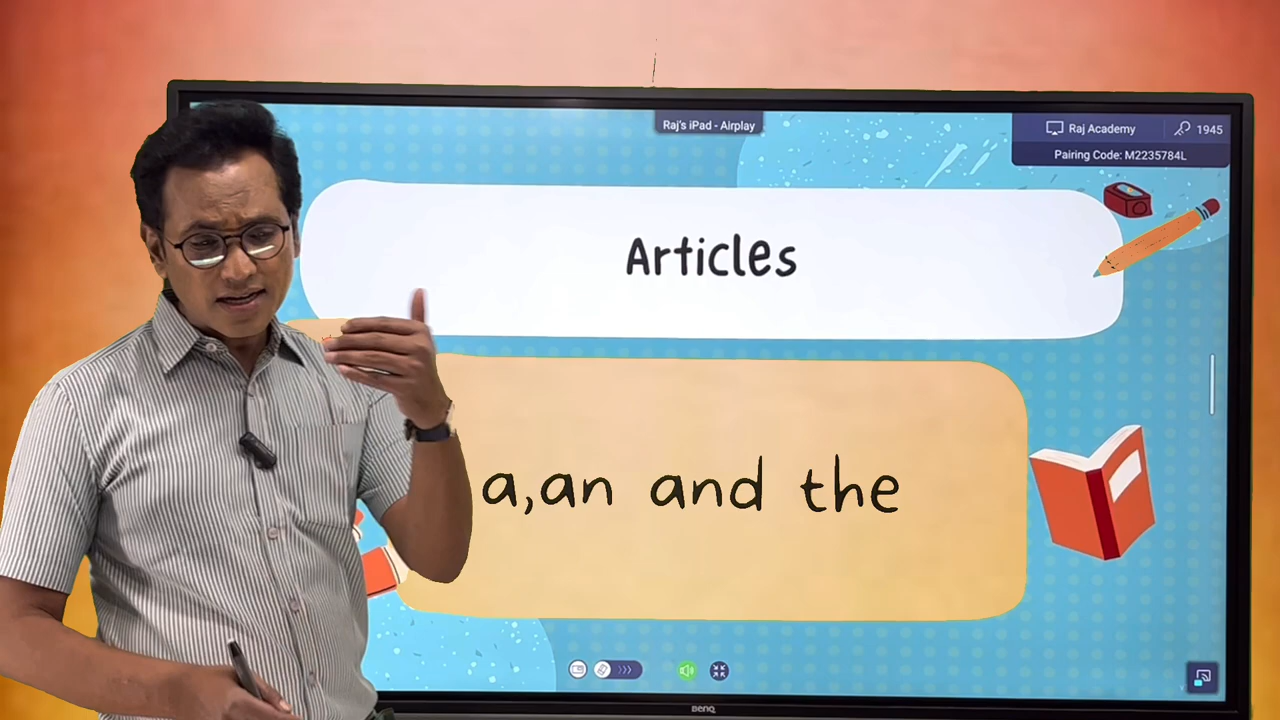 Raj's iPad - Airplay
Raj Academy
1945
Pairing Code: M2235784L
Articles
a,an and the
BenQ